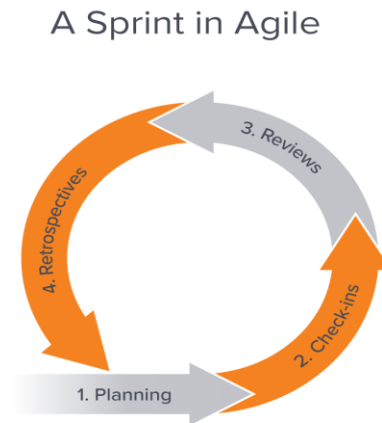 A Sprint in Agile
1. Planning
2. Check-ins
3. Reviews
4. Retrospectives